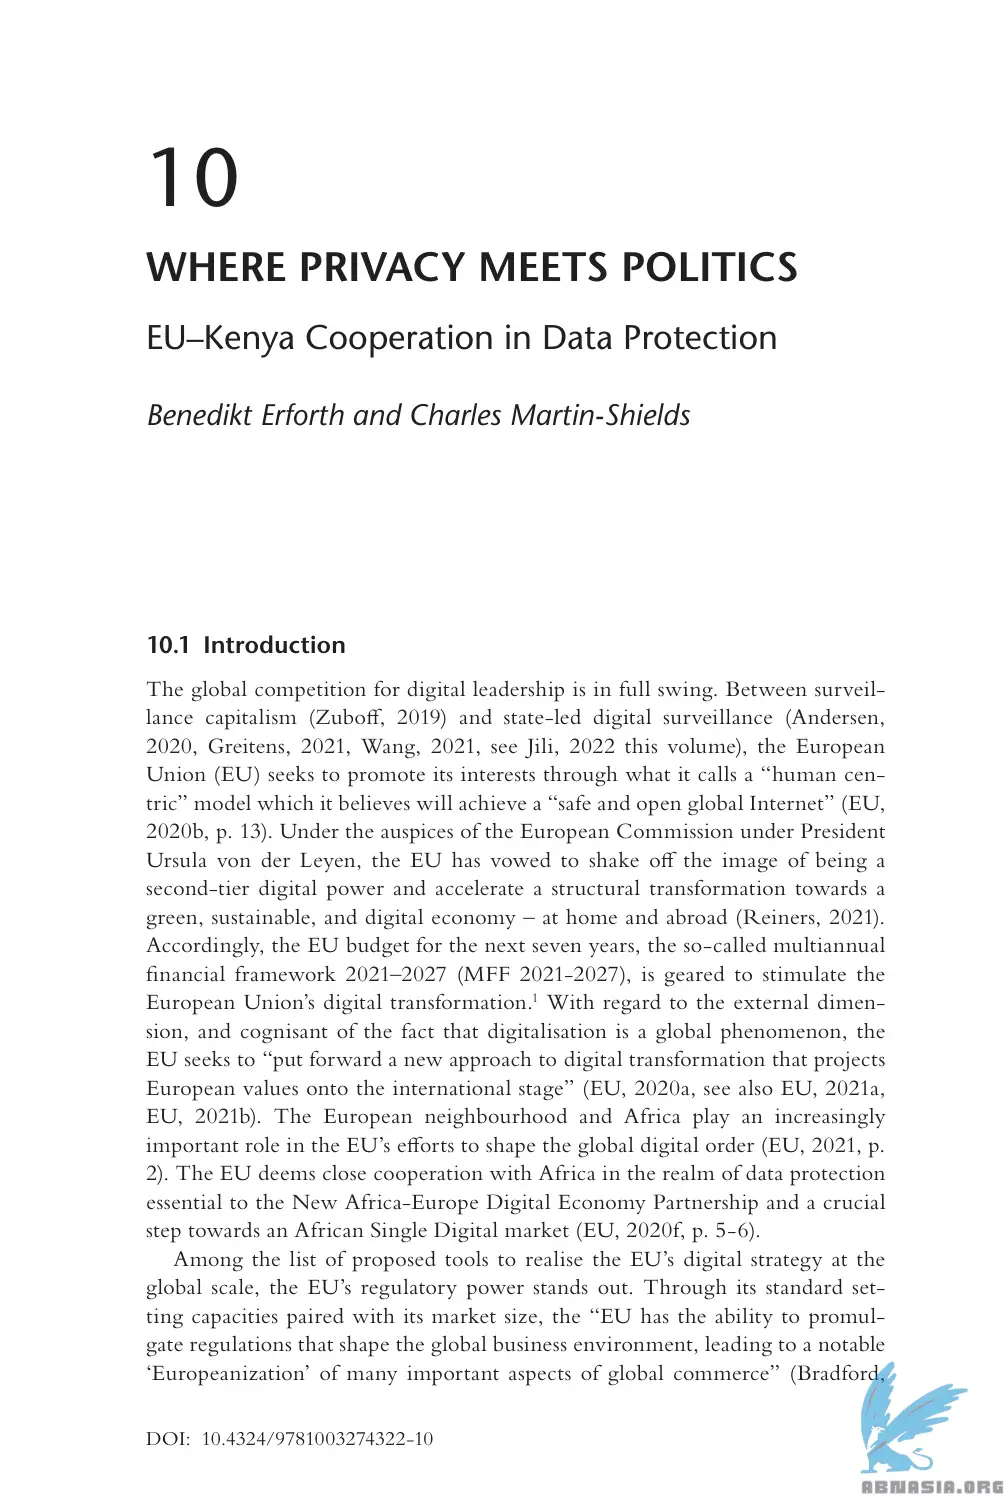 10
WHERE PRIVACY MEETS POLITICS
EU–Kenya Cooperation in Data Protection
Benedikt Erforth and Charles Martin-Shields
10.1 Introduction
The global competition for digital leadership is in full swing. Between surveil-
lance capitalism (Zuboff, 2019) and state-led digital surveillance (Andersen,
2020, Greitens, 2021, Wang, 2021, see Jili, 2022 this volume), the European
Union (EU) seeks to promote its interests through what it calls a “human cen-
tric” model which it believes will achieve a “safe and open global Internet” (EU,
2020b, p. 13). Under the auspices of the European Commission under President
Ursula von der Leyen, the EU has vowed to shake off the image of being a
second-tier digital power and accelerate a structural transformation towards a
green, sustainable, and digital economy – at home and abroad (Reiners, 2021).
Accordingly, the EU budget for the next seven years, the so-called multiannual
financial framework 2021–2027 (MFF 2021-2027), is geared to stimulate the
European Union’s digital transformation.¹ With regard to the external dimen-
sion, and cognisant of the fact that digitalisation is a global phenomenon, the
EU seeks to “put forward a new approach to digital transformation that projects
European values onto the international stage” (EU, 2020a, see also EU, 2021a,
EU, 2021b). The European neighbourhood and Africa play an increasingly
important role in the EU’s efforts to shape the global digital order (EU, 2021, p.
2). The EU deems close cooperation with Africa in the realm of data protection
essential to the New Africa-Europe Digital Economy Partnership and a crucial
step towards an African Single Digital market (EU, 2020f, p. 5-6).
Among the list of proposed tools to realise the EU’s digital strategy at the
global scale, the EU’s regulatory power stands out. Through its standard set-
ting capacities paired with its market size, the “EU has the ability to promul-
gate regulations that shape the global business environment, leading to a notable
‘Europeanization’ of many important aspects of global commerce” (Bradford,
DOI: 10.4324/9781003274322-10
ABNASIA.ORG